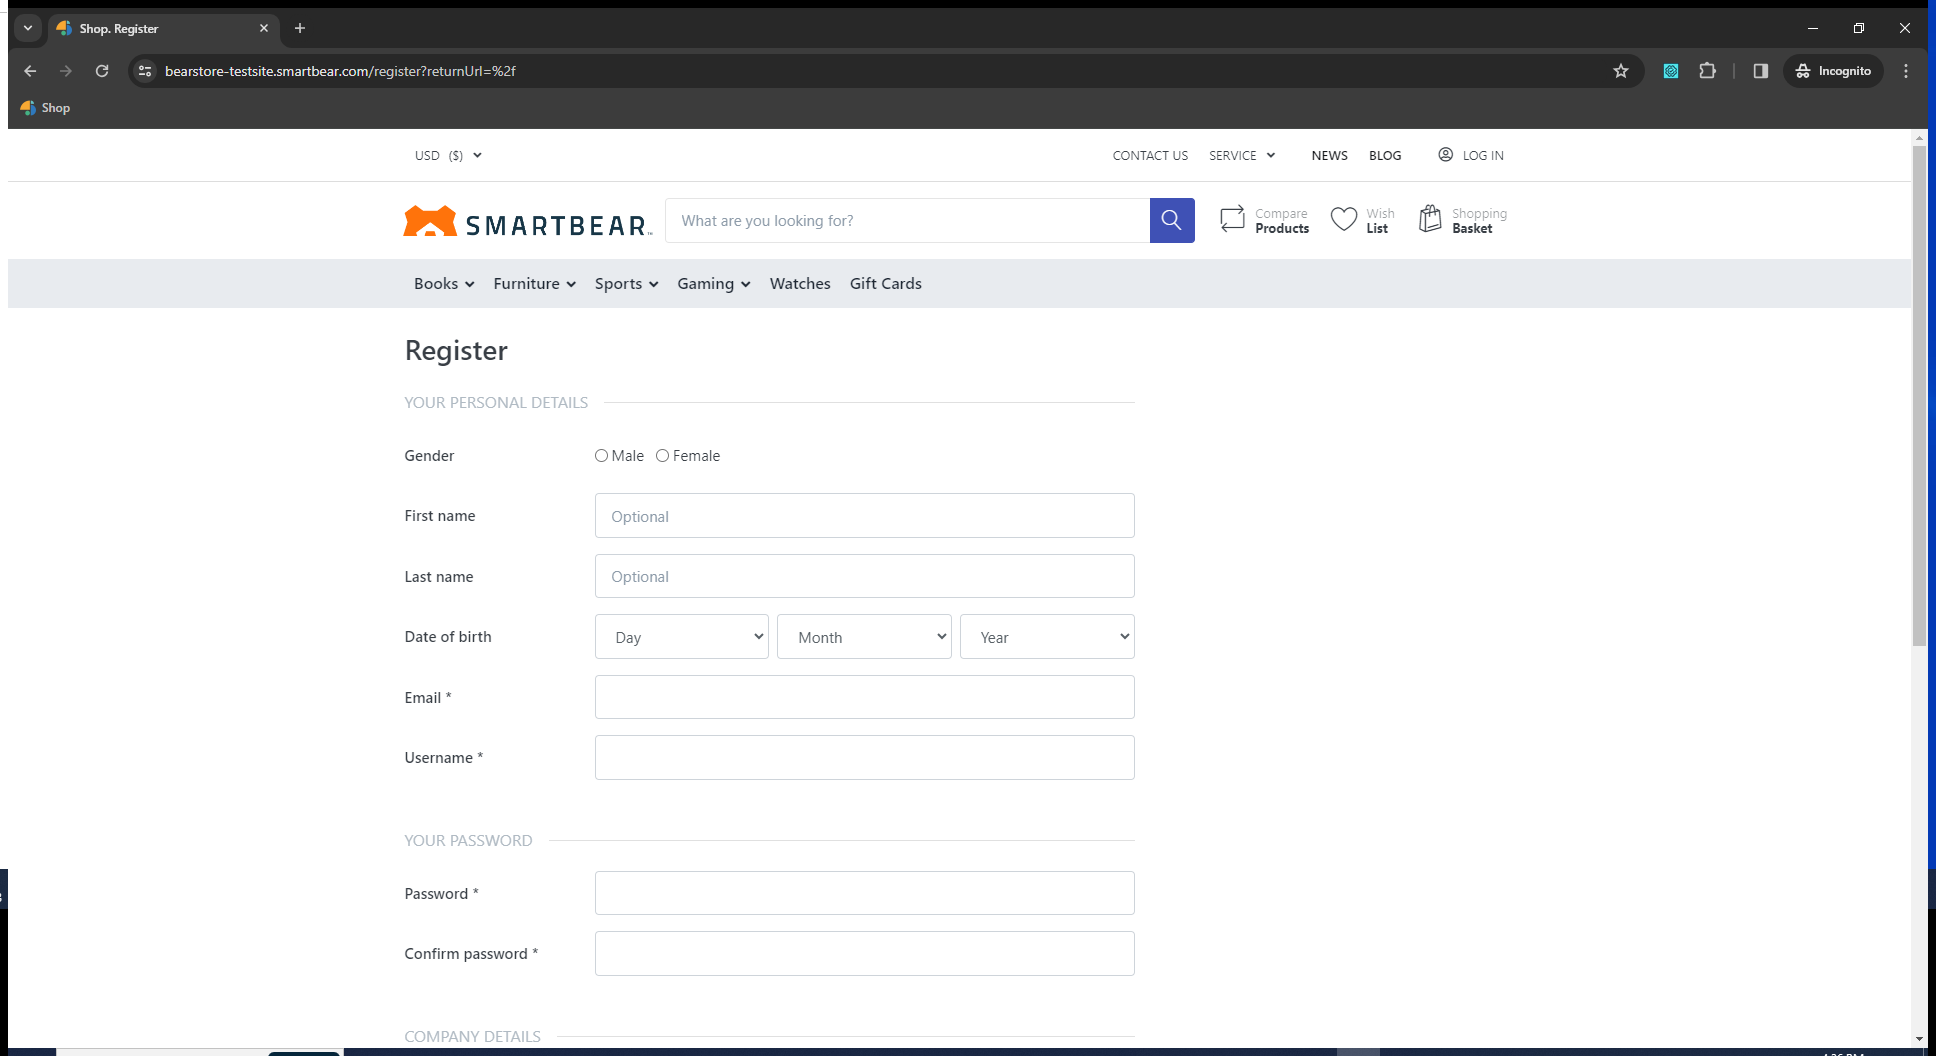 Shop. Register
bearstore-testsite.smartbear.com/register?returnUrl=%2f
Incognito
Shop
USD ($)
CONTACT US SERVICE NEWS BLOG LOG IN
SMARTBEAR
What are you looking for?
Compare Products
Wish List
Shopping Basket
Books Furniture Sports Gaming Watches Gift Cards
Register
YOUR PERSONAL DETAILS
Gender Male Female
First name Optional
Last name Optional
Date of birth Day Month Year
Email *
Username *
YOUR PASSWORD
Password *
Confirm password *
COMPANY DETAILS